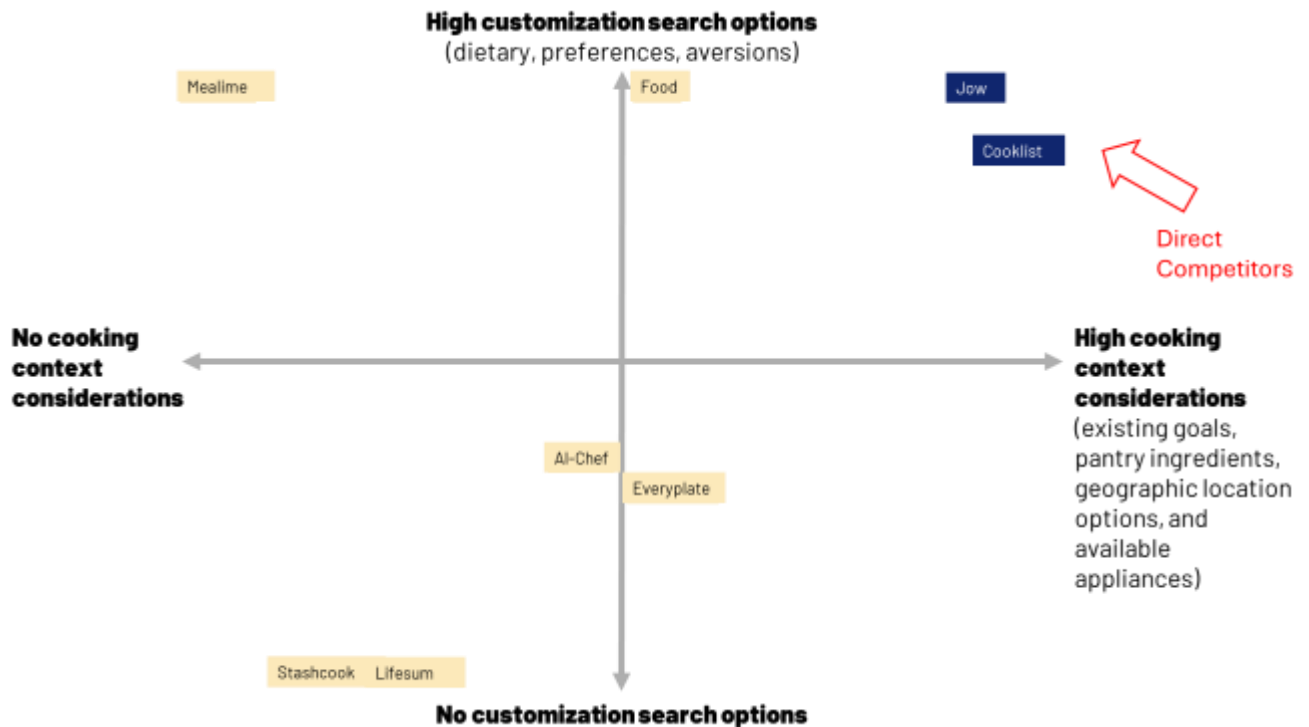 High customization search options
(dietary, preferences, aversions)
Mealime
Food
Jow
Cooklist
Direct
Competitors
No cooking
context
considerations
High cooking
context
considerations
(existing goals,
pantry ingredients,
geographic location
options, and
available
appliances)
AI-Chef
Everyplate
Stashcook
Lifesum
No customization search options